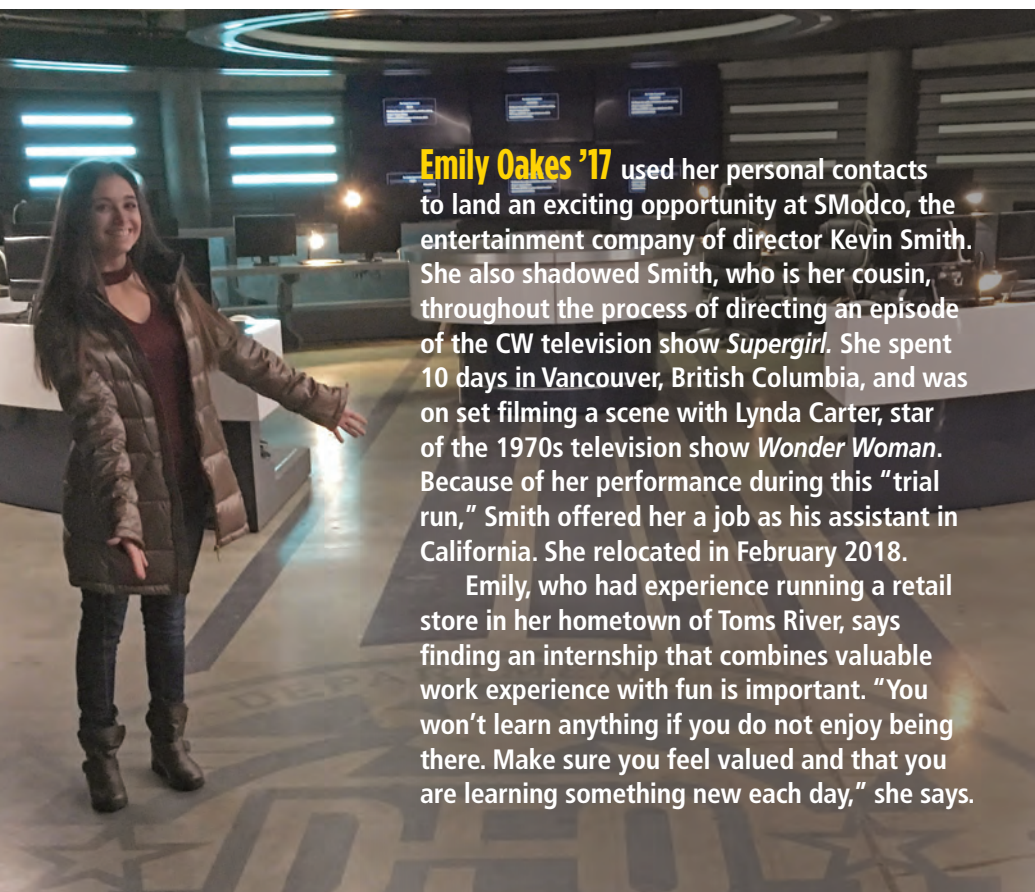 Emily Oakes ’17 used her personal contacts
to land an exciting opportunity at SModco, the
entertainment company of director Kevin Smith.
She also shadowed Smith, who is her cousin,
throughout the process of directing an episode
of the CW television show Supergirl. She spent
10 days in Vancouver, British Columbia, and was
on set filming a scene with Lynda Carter, star
of the 1970s television show Wonder Woman.
Because of her performance during this “trial
run,” Smith offered her a job as his assistant in
California. She relocated in February 2018.
Emily, who had experience running a retail
store in her hometown of Toms River, says
finding an internship that combines valuable
work experience with fun is important. “You
won’t learn anything if you do not enjoy being
there. Make sure you feel valued and that you
are learning something new each day,” she says.
DEO